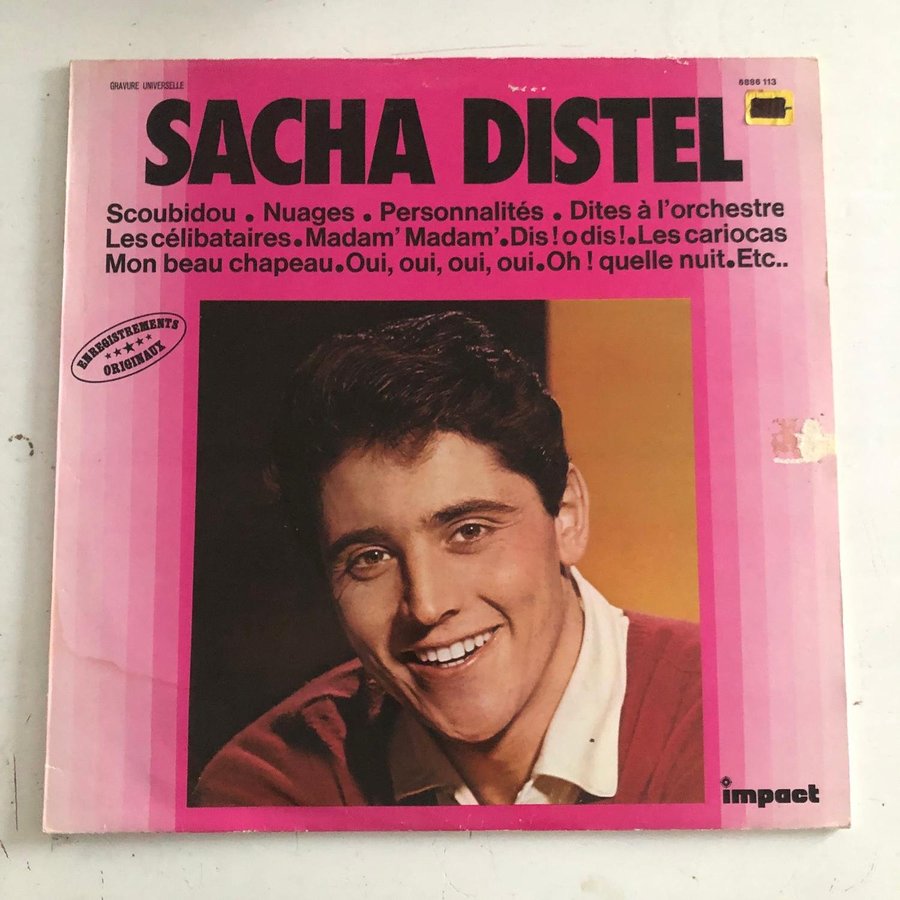 GRAVURE UNIVERSELLE
6886 113
SACHA DISTEL
Scoubidou . Nuages . Personnalités . Dites à l'orchestre
Les célibataires.Madam' Madam'.Dis ! o dis !.Les cariocas
Mon beau chapeau.Oui, oui, oui, oui.Oh ! quelle nuit.Etc..
ENREGISTREMENTS
ORIGINAUX
impact